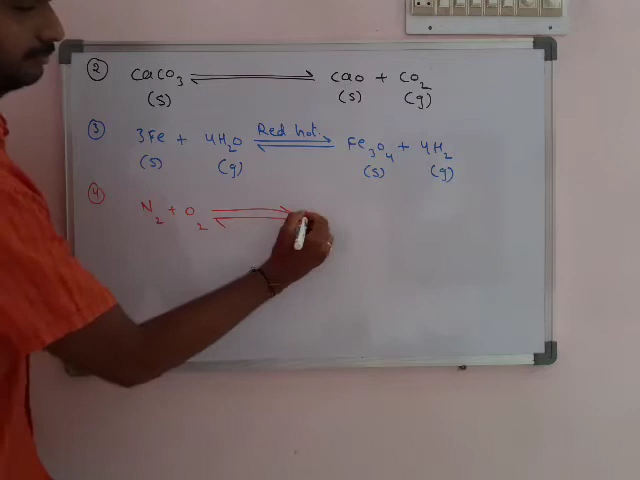 ② CaCO₃ ⇌ CaO + CO₂
(s) (s) (g)
③ 3Fe + 4H₂O Red hot. ⇌ Fe₃O₄ + 4H₂
(s) (g) (s) (g)
④ N₂ + O₂ ⇌